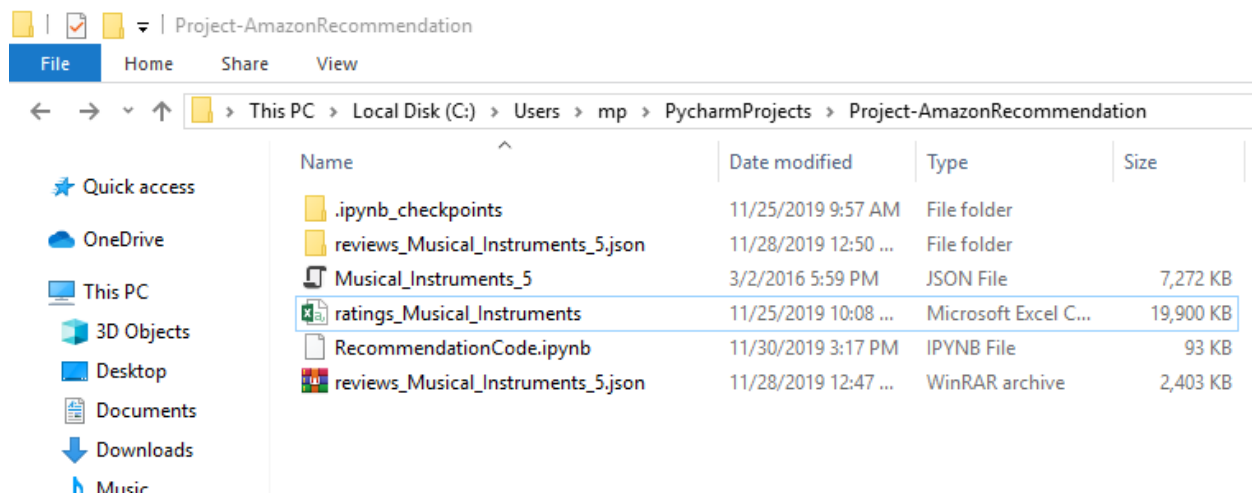 Project-AmazonRecommendation
File Home Share View
This PC > Local Disk (C:) > Users > mp > PycharmProjects > Project-AmazonRecommendation
Name Date modified Type Size
Quick access
.ipynb_checkpoints 11/25/2019 9:57 AM File folder
OneDrive
reviews_Musical_Instruments_5.json 11/28/2019 12:50 ... File folder
Musical_Instruments_5 3/2/2016 5:59 PM JSON File 7,272 KB
This PC
ratings_Musical_Instruments 11/25/2019 10:08 ... Microsoft Excel C... 19,900 KB
3D Objects
RecommendationCode.ipynb 11/30/2019 3:17 PM IPYNB File 93 KB
Desktop
reviews_Musical_Instruments_5.json 11/28/2019 12:47 ... WinRAR archive 2,403 KB
Documents
Downloads
Music